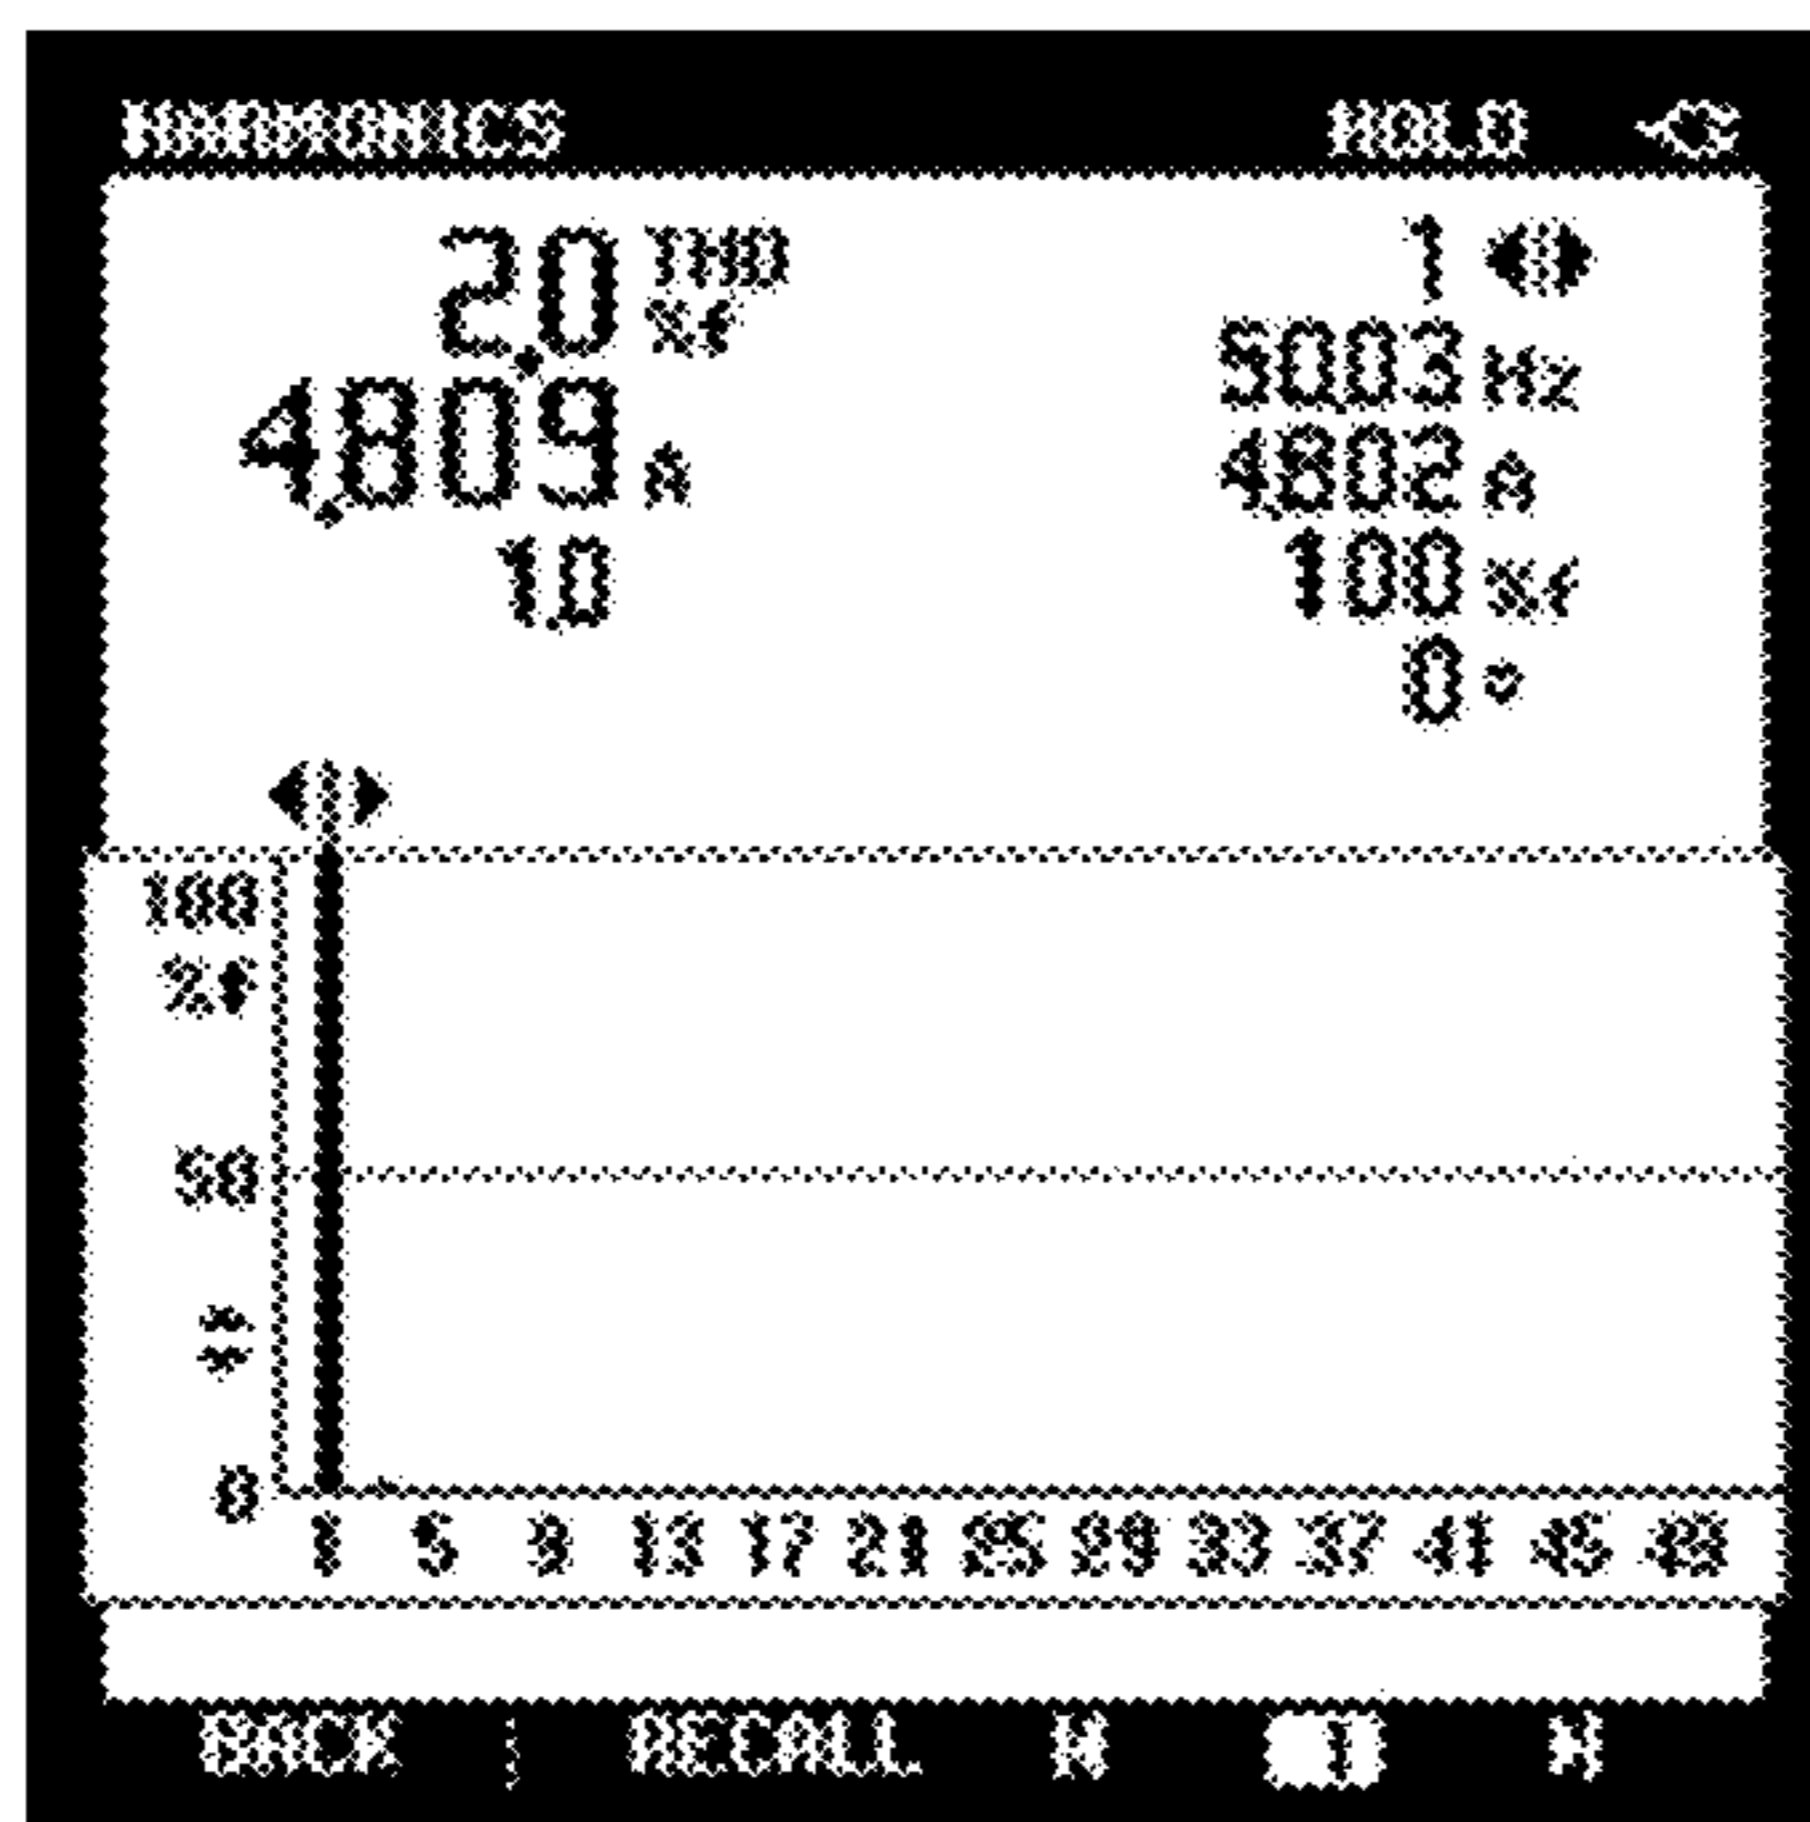 HARMONICS HOLD
2.0 THD %f
4.809 A
1.0
1
50.03 Hz
4.802 A
100 %f
0 °
100
%f
50
0
1 5 9 13 17 21 25 29 33 37 41 45 49
BACK RECALL